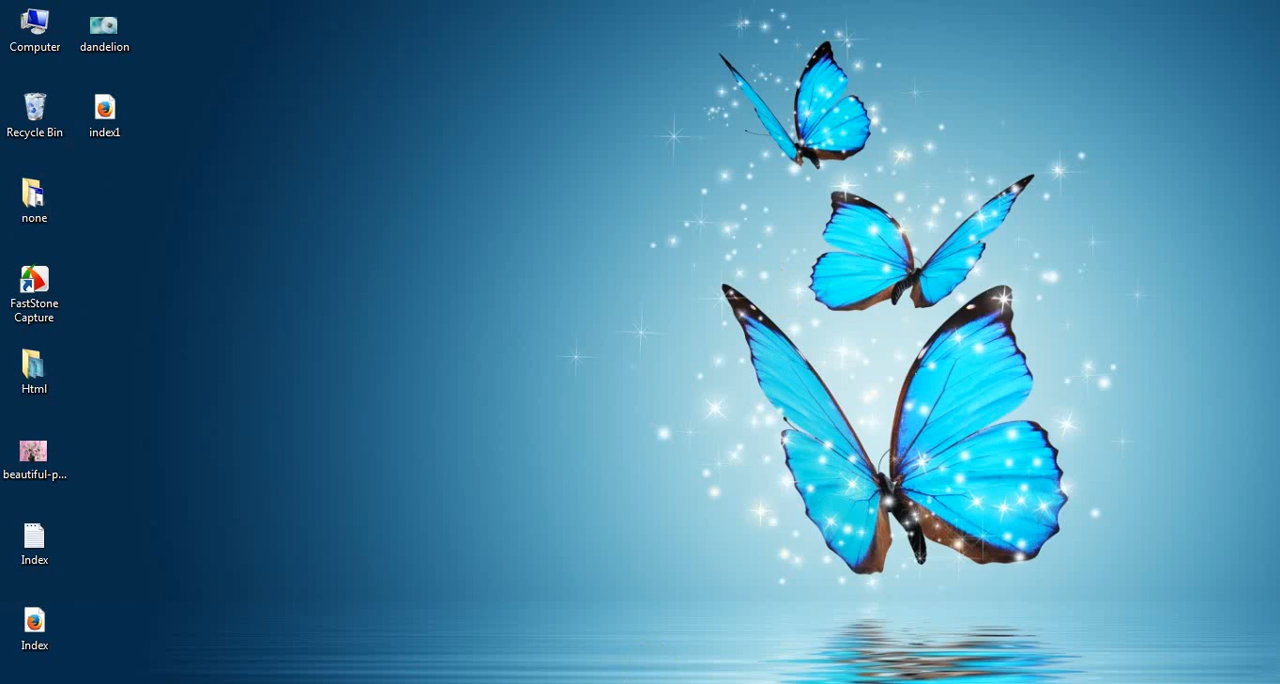 Computer
dandelion
Recycle Bin
index1
none
FastStone
Capture
Html
beautiful-p...
Index
Index